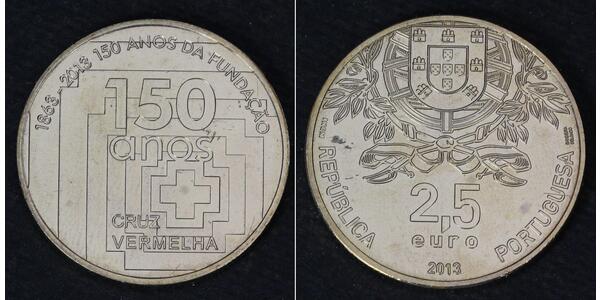 1863-2013 150 ANOS DA FUNDAÇÃO
150
anos
CRUZ
VERMELHA
REPÚBLICA PORTUGUESA
2,5
euro
2013